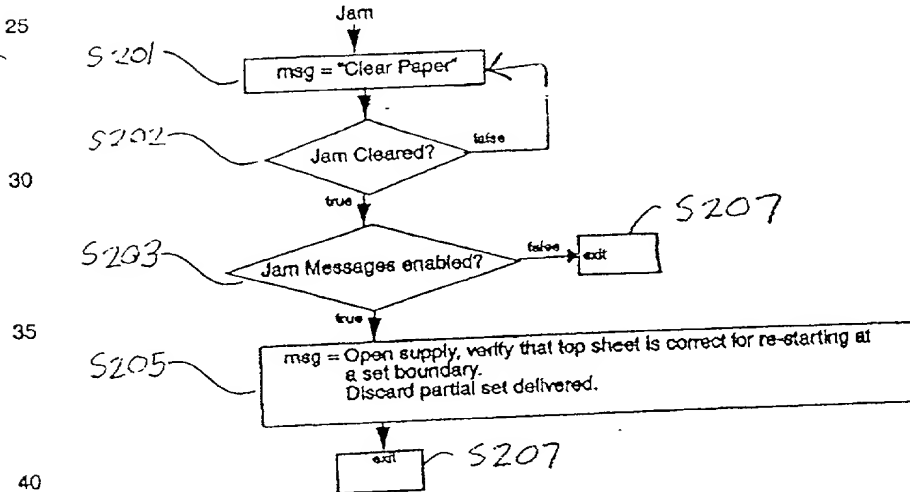 25
Jam
S201
msg = "Clear Paper"
S202
Jam Cleared?
false
30
true
S207
S203
Jam Messages enabled?
false
exit
35
true
S205
msg = Open supply, verify that top sheet is correct for re-starting at
a set boundary.
Discard partial set delivered.
exit
S207
40